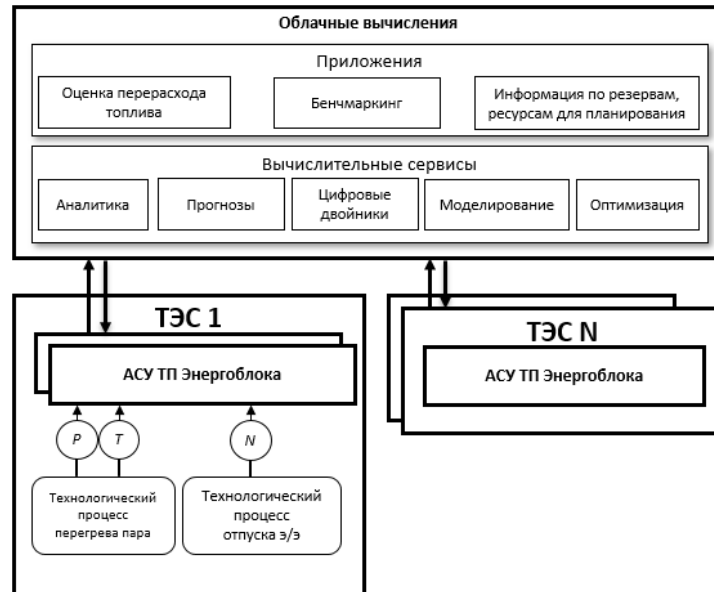 Облачные вычисления
Приложения
Оценка перерасхода
топлива
Бенчмаркинг
Информация по резервам,
ресурсам для планирования
Вычислительные сервисы
Аналитика
Прогнозы
Цифровые
двойники
Моделирование
Оптимизация
ТЭС 1
АСУ ТП Энергоблока
P
T
N
Технологический
процесс
перегрева пара
Технологический
процесс
отпуска э/э
ТЭС N
АСУ ТП Энергоблока